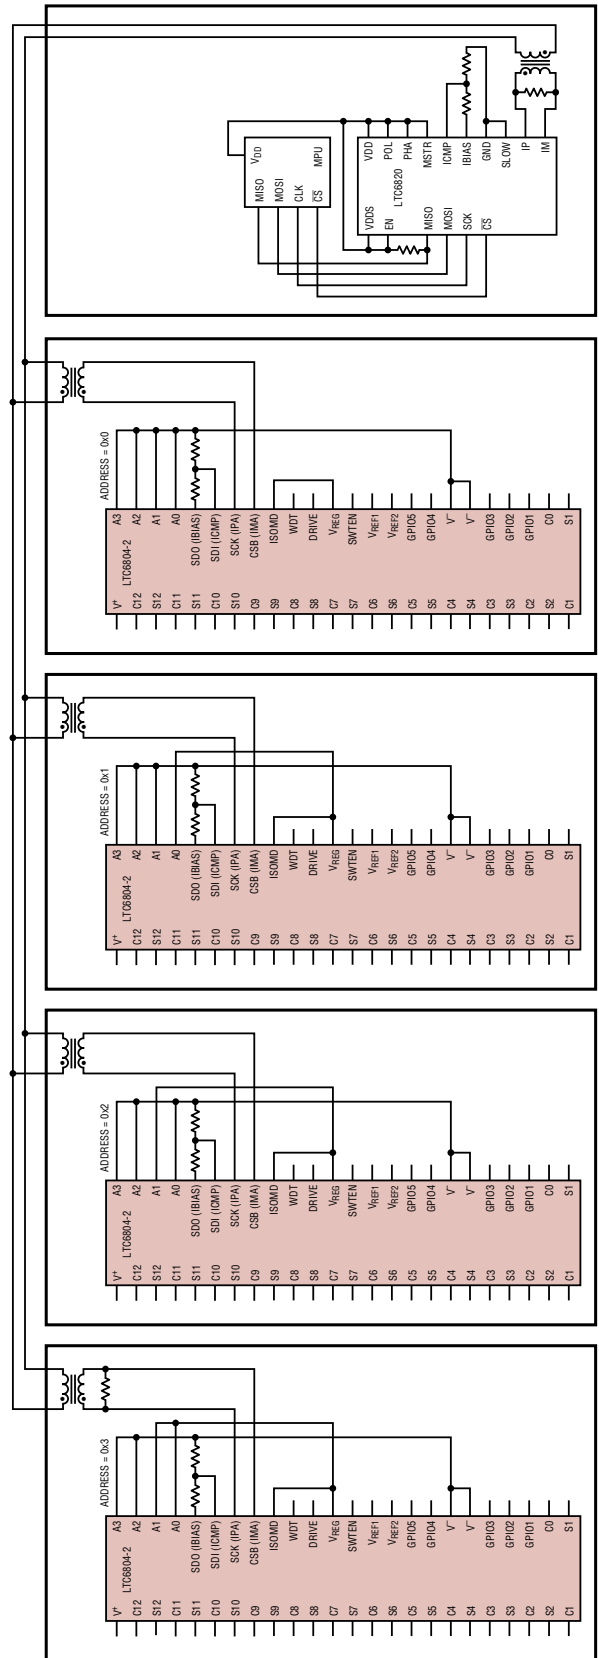 ADDRESS = 0x3
LTC6804-2
V+ A3
C12 A2
S12 A1
C11 A0
S11 SDO (IBIAS)
C10 SDI (ICMP)
S10 SCK (IPA)
C9 CSB (IMA)
S9 ISOMD
C8 WDT
S8 DRIVE
C7 VREG
S7 SWTEN
C6 VREF1
S6 VREF2
C5 GPIO5
S5 GPIO4
C4 V–
S4 V–
C3 GPIO3
S3 GPIO2
C2 GPIO1
S2 C0
C1 S1
ADDRESS = 0x2
LTC6804-2
V+ A3
C12 A2
S12 A1
C11 A0
S11 SDO (IBIAS)
C10 SDI (ICMP)
S10 SCK (IPA)
C9 CSB (IMA)
S9 ISOMD
C8 WDT
S8 DRIVE
C7 VREG
S7 SWTEN
C6 VREF1
S6 VREF2
C5 GPIO5
S5 GPIO4
C4 V–
S4 V–
C3 GPIO3
S3 GPIO2
C2 GPIO1
S2 C0
C1 S1
ADDRESS = 0x1
LTC6804-2
V+ A3
C12 A2
S12 A1
C11 A0
S11 SDO (IBIAS)
C10 SDI (ICMP)
S10 SCK (IPA)
C9 CSB (IMA)
S9 ISOMD
C8 WDT
S8 DRIVE
C7 VREG
S7 SWTEN
C6 VREF1
S6 VREF2
C5 GPIO5
S5 GPIO4
C4 V–
S4 V–
C3 GPIO3
S3 GPIO2
C2 GPIO1
S2 C0
C1 S1
ADDRESS = 0x0
LTC6804-2
V+ A3
C12 A2
S12 A1
C11 A0
S11 SDO (IBIAS)
C10 SDI (ICMP)
S10 SCK (IPA)
C9 CSB (IMA)
S9 ISOMD
C8 WDT
S8 DRIVE
C7 VREG
S7 SWTEN
C6 VREF1
S6 VREF2
C5 GPIO5
S5 GPIO4
C4 V–
S4 V–
C3 GPIO3
S3 GPIO2
C2 GPIO1
S2 C0
C1 S1
VDD
MISO
MOSI
CLK
CS
MPU
LTC6820
VDDS VDD
EN POL
PHA
MISO MSTR
MOSI ICMP
SCK IBIAS
CS GND
SLOW
IP
IM